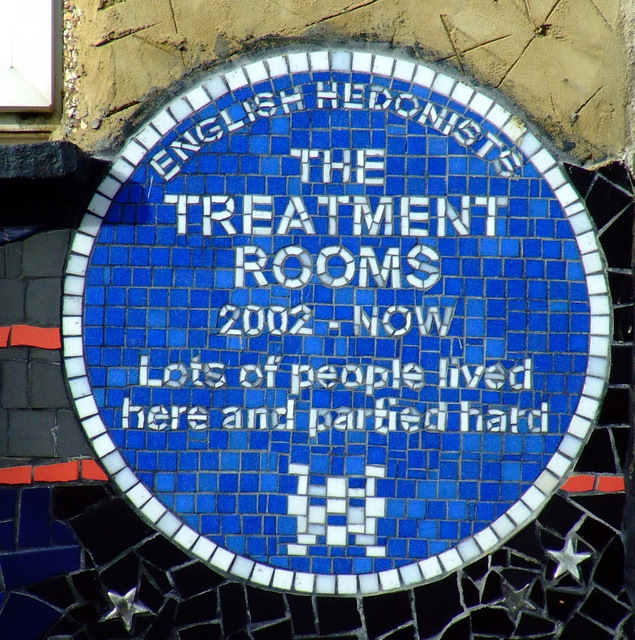 ENGLISH HEDONISTS
THE
TREATMENT
ROOMS
2002 - NOW
Lots of people lived
here and partied hard